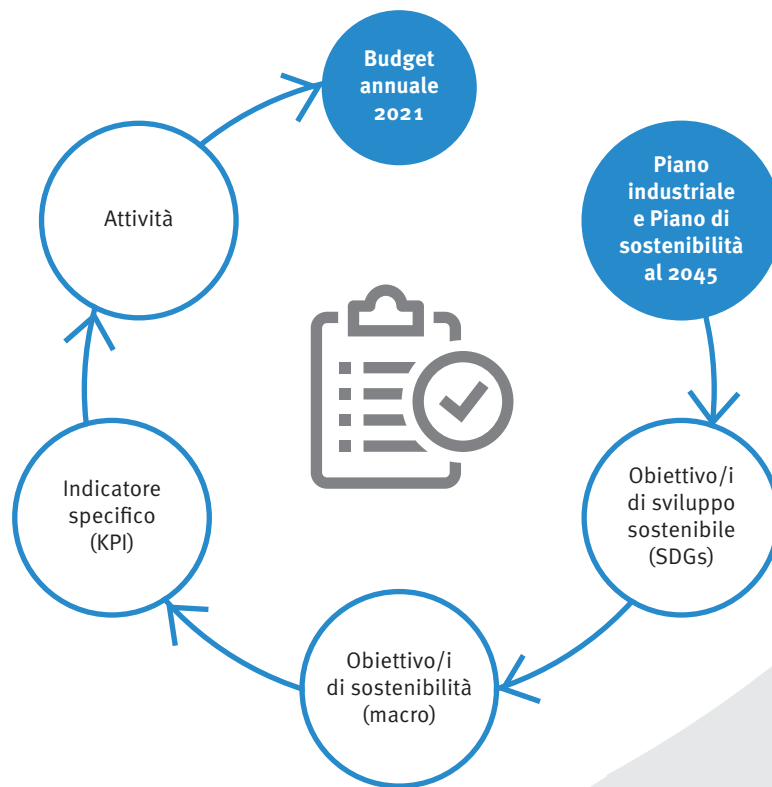 Budget
annuale
2021
Piano
industriale
e Piano di
sostenibilità
al 2045
Attività
Obiettivo/i
di sviluppo
sostenibile
(SDGs)
Indicatore
specifico
(KPI)
Obiettivo/i
di sostenibilità
(macro)